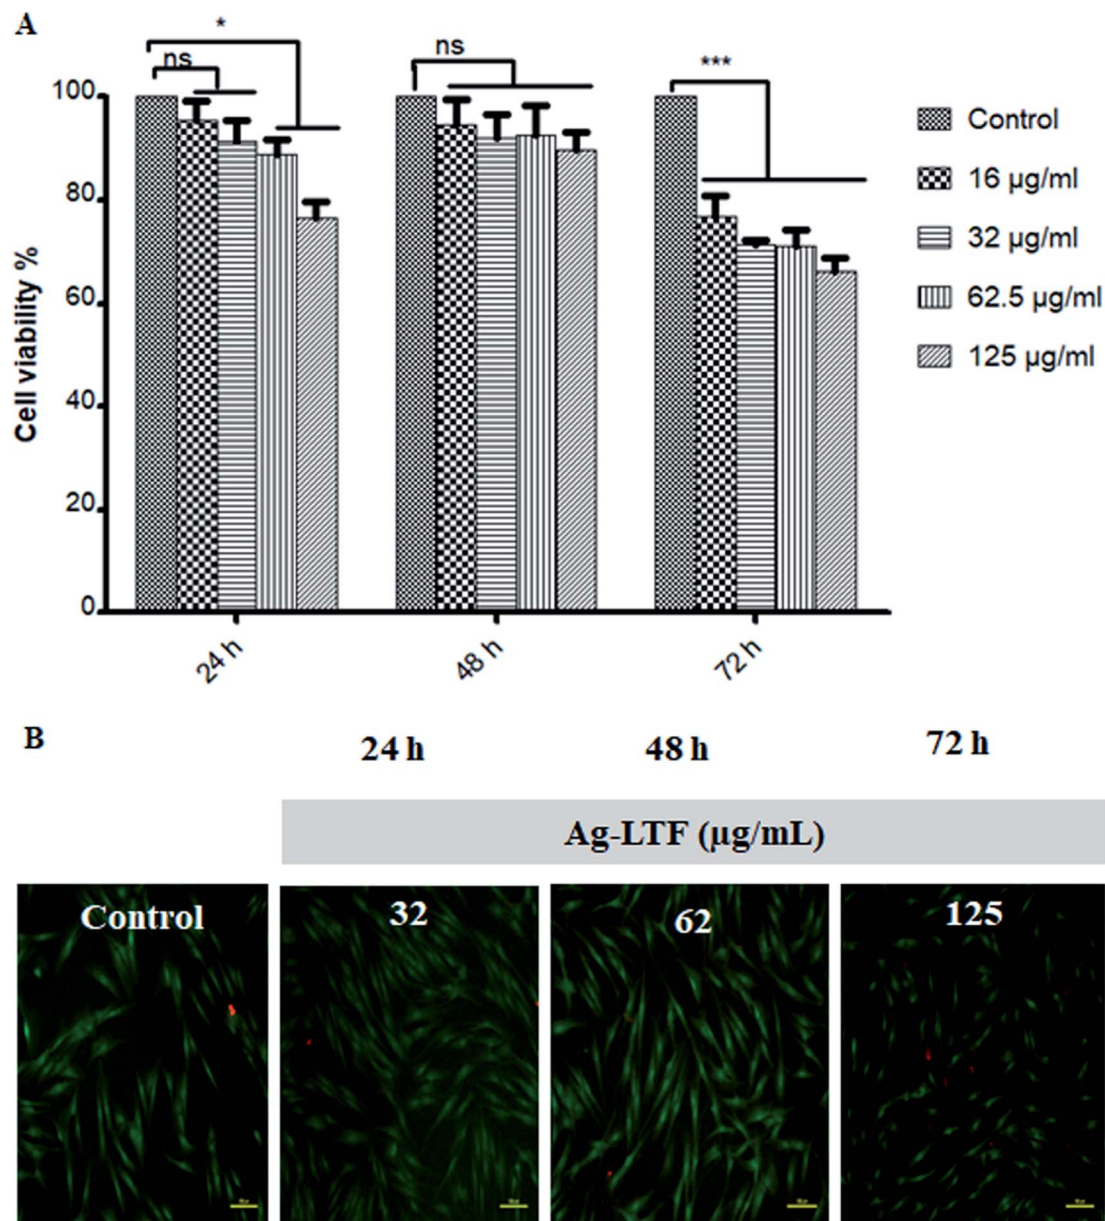 A
*
ns
ns
***
100
80
60
40
20
0
Cell viability %
24 h
48 h
72 h
Control
16 µg/ml
32 µg/ml
62.5 µg/ml
125 µg/ml
B
24 h 48 h 72 h
Ag-LTF (µg/mL)
Control 32 62 125